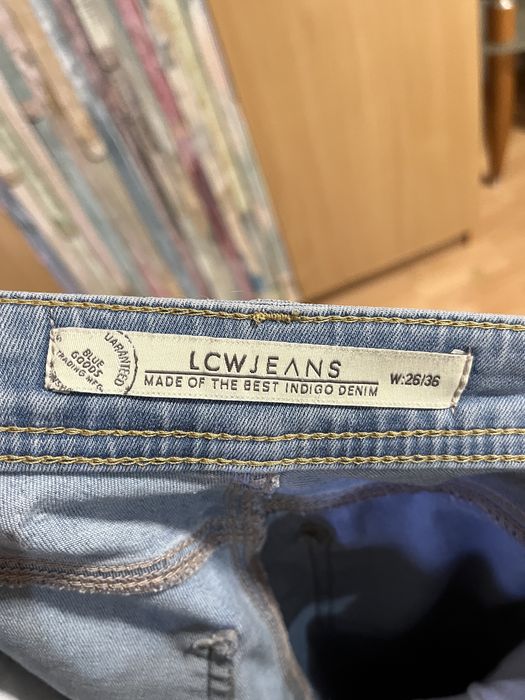 UARANTEED
BLUE
GOODS
TRADING MFG.
LCWJEANS
MADE OF THE BEST INDIGO DENIM
W:26/36